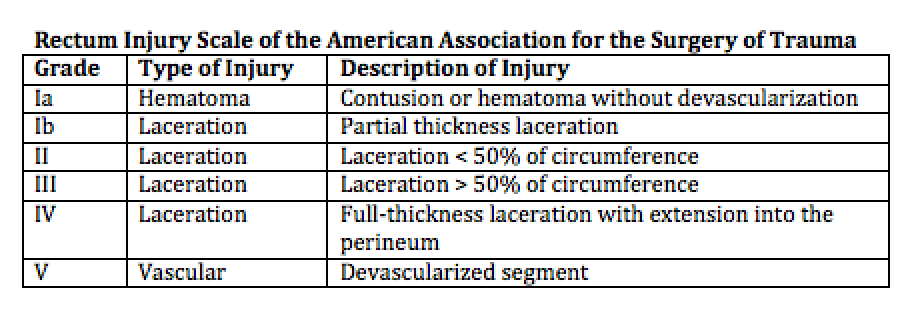 Rectum Injury Scale of the American Association for the Surgery of Trauma
Grade Type of Injury Description of Injury
Ia Hematoma Contusion or hematoma without devascularization
Ib Laceration Partial thickness laceration
II Laceration Laceration < 50% of circumference
III Laceration Laceration > 50% of circumference
IV Laceration Full-thickness laceration with extension into the
perineum
V Vascular Devascularized segment